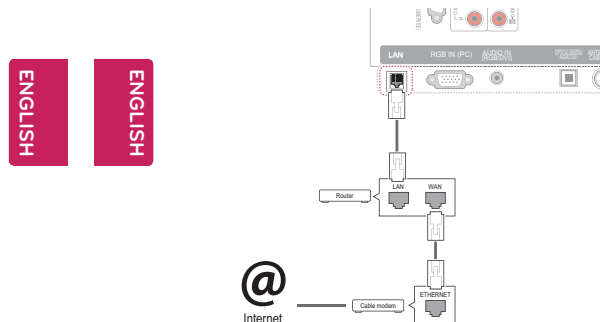 ENGLISH
ENGLISH
LAN
RGB IN (PC)
AUDIO IN
(RGB/DVI)
LAN
WAN
Router
ETHERNET
Cable modem
@
Internet